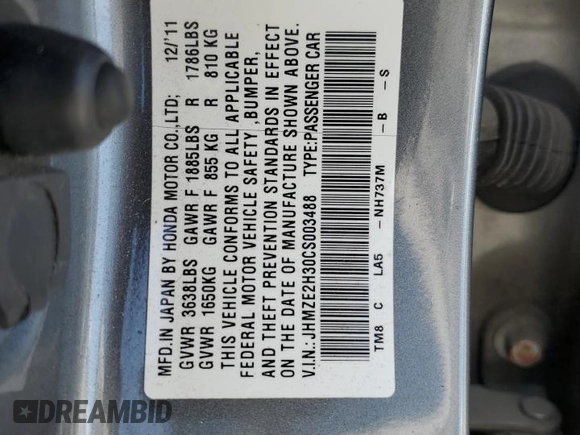 MFD.IN JAPAN BY HONDA MOTOR CO.,LTD; 12/'11
GVWR 3638LBS GAWR F 1885LBS R 1786LBS
GVWR 1650KG GAWR F 855 KG R 810 KG
THIS VEHICLE CONFORMS TO ALL APPLICABLE
FEDERAL MOTOR VEHICLE SAFETY ,BUMPER,
AND THEFT PREVENTION STANDARDS IN EFFECT
ON THE DATE OF MANUFACTURE SHOWN ABOVE.
V.I.N.: JHMZE2H30CS003488 TYPE:PASSENGER CAR
TM8 C LA5 -NH737M -B -S
DREAMBID